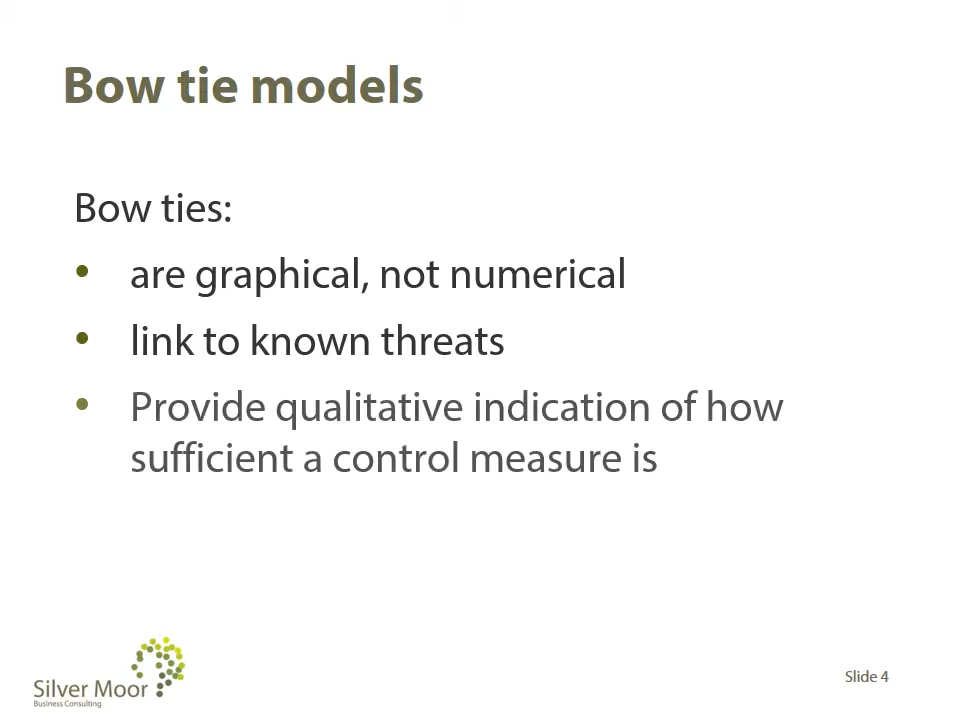 Bow tie models
Bow ties:
• are graphical, not numerical
• link to known threats
• Provide qualitative indication of how
sufficient a control measure is
Silver Moor
Business Consulting
Slide 4